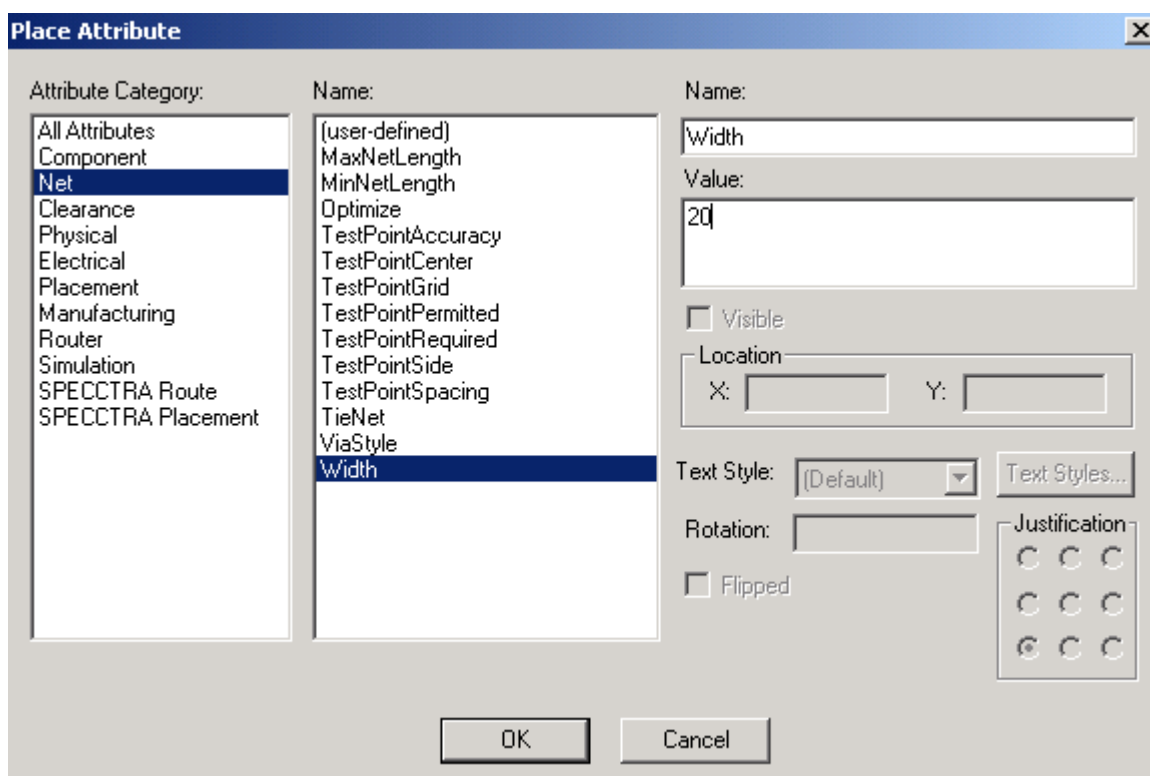 Place Attribute
Attribute Category:
All Attributes
Component
Net
Clearance
Physical
Electrical
Placement
Manufacturing
Router
Simulation
SPECCTRA Route
SPECCTRA Placement
Name:
(user-defined)
MaxNetLength
MinNetLength
Optimize
TestPointAccuracy
TestPointCenter
TestPointGrid
TestPointPermitted
TestPointRequired
TestPointSide
TestPointSpacing
TieNet
ViaStyle
Width
Name:
Width
Value:
20
Visible
Location
X: Y:
Text Style: (Default) Text Styles...
Rotation:
Flipped
Justification
OK Cancel